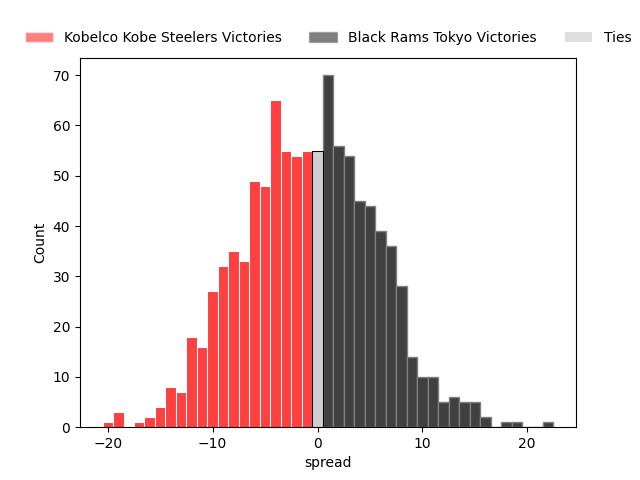 Kobelco Kobe Steelers Victories Black Rams Tokyo Victories Ties
70
60
50
40
30
20
10
0
Count
−20 −10 0 10 20
spread